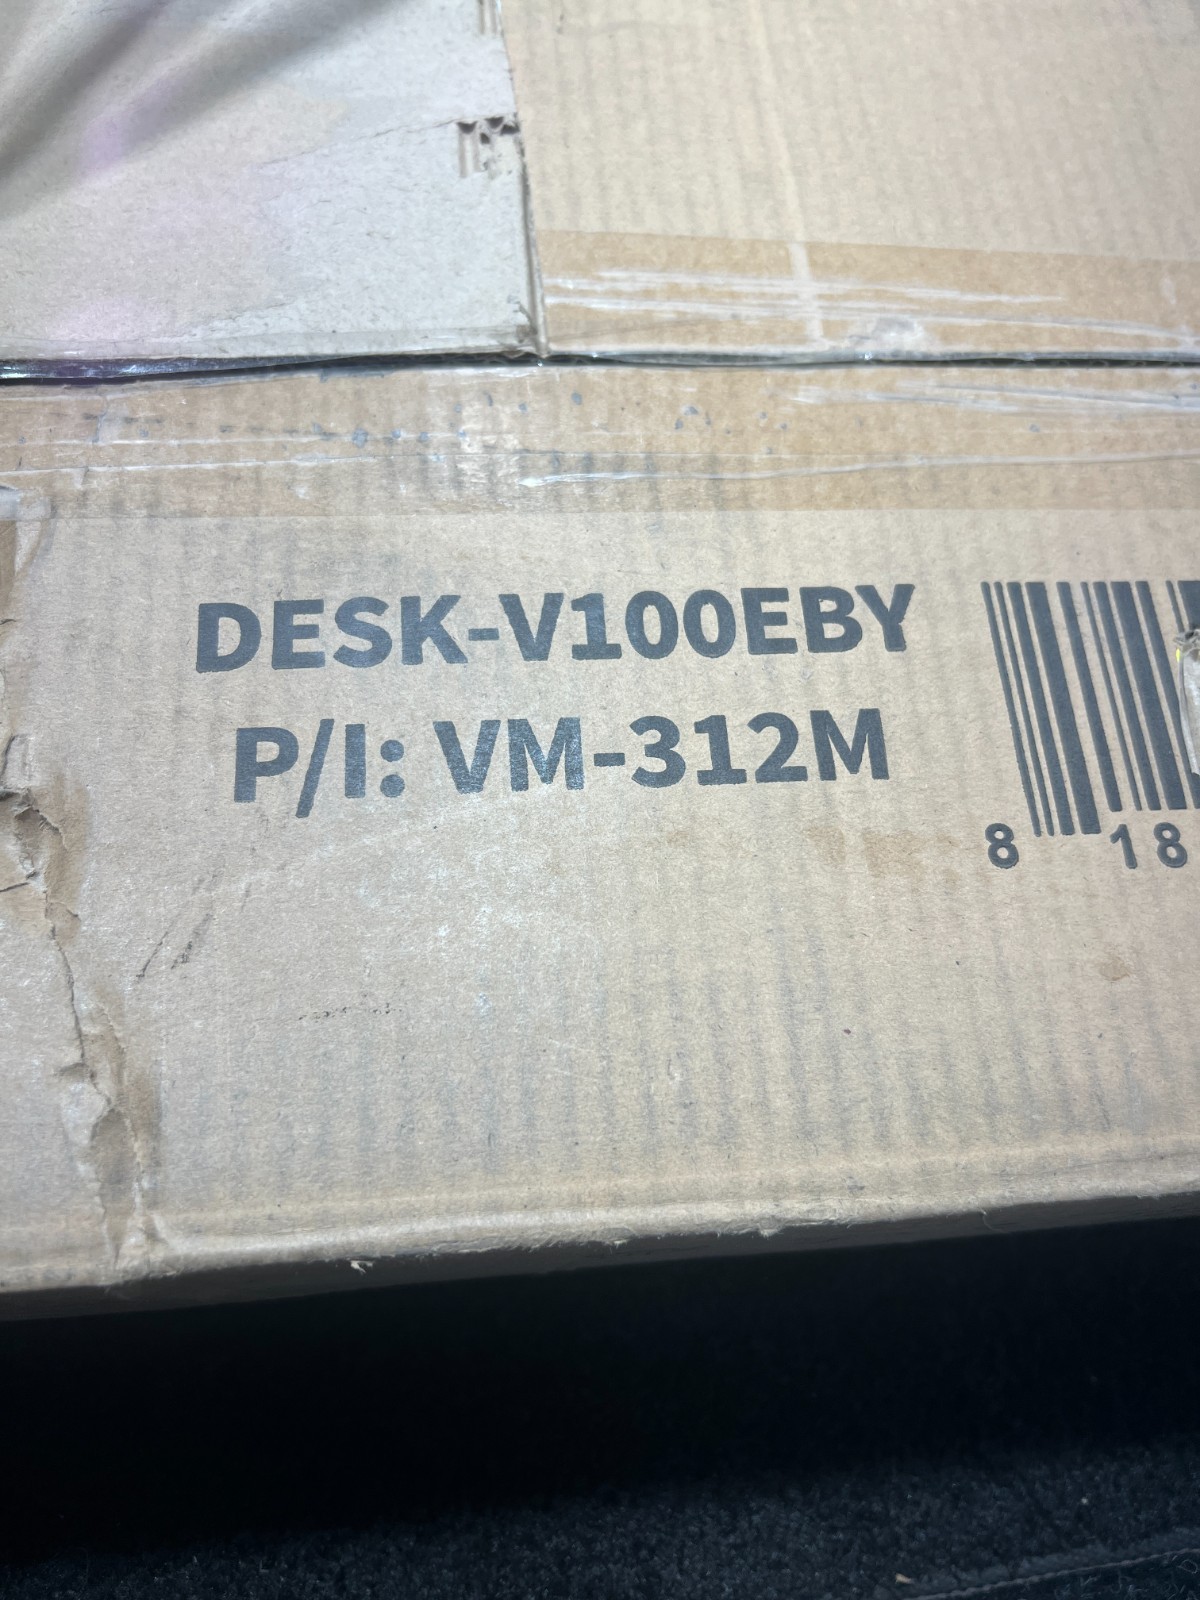 DESK-V100EBY
P/I: VM-312M
8 18